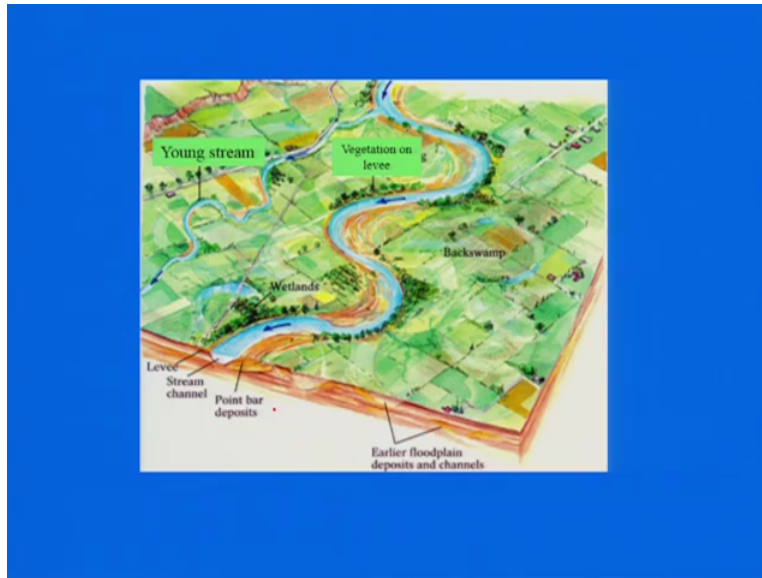 Young stream
Vegetation on
levee
Backswamp
Wetlands
Levee
Stream
channel
Point bar
deposits
Earlier floodplain
deposits and channels